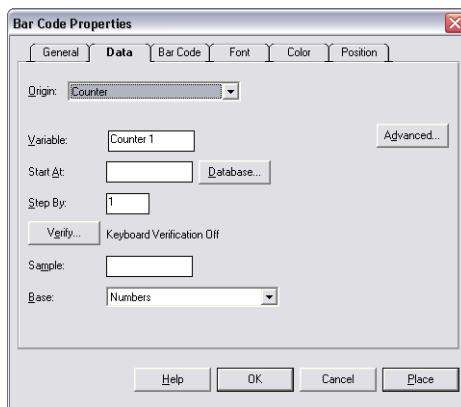 Bar Code Properties
General Data Bar Code Font Color Position
Origin: Counter
Variable: Counter 1 Advanced...
Start At: Database...
Step By: 1
Verify... Keyboard Verification Off
Sample:
Base: Numbers
Help OK Cancel Place